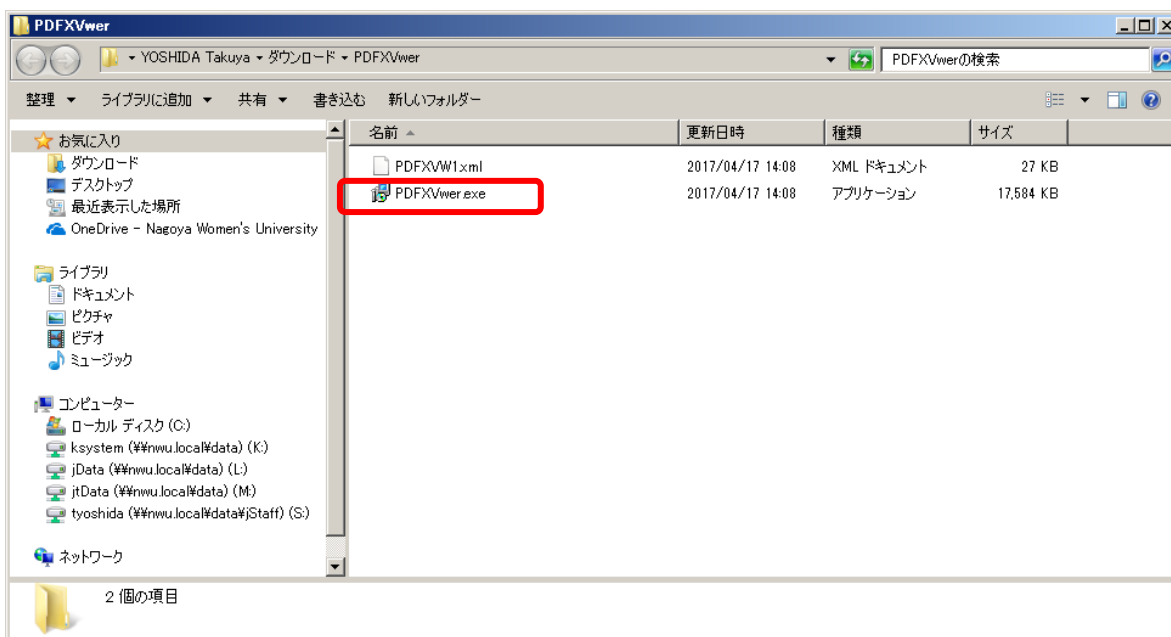 PDFXVwer
YOSHIDA Takuya ダウンロード PDFXVwer
PDFXVwerの検索
整理 ライブラリに追加 共有 書き込む 新しいフォルダー
お気に入り
ダウンロード
デスクトップ
最近表示した場所
OneDrive – Nagoya Women's University
ライブラリ
ドキュメント
ピクチャ
ビデオ
ミュージック
コンピューター
ローカル ディスク (C:)
ksystem (¥¥nwu.local¥data) (K:)
jData (¥¥nwu.local¥data) (L:)
jtData (¥¥nwu.local¥data) (M:)
tyoshida (¥¥nwu.local¥data¥jStaff) (S:)
ネットワーク
名前 更新日時 種類 サイズ
PDFXVW1.xml 2017/04/17 14:08 XML ドキュメント 27 KB
PDFXVwer.exe 2017/04/17 14:08 アプリケーション 17,584 KB
2 個の項目